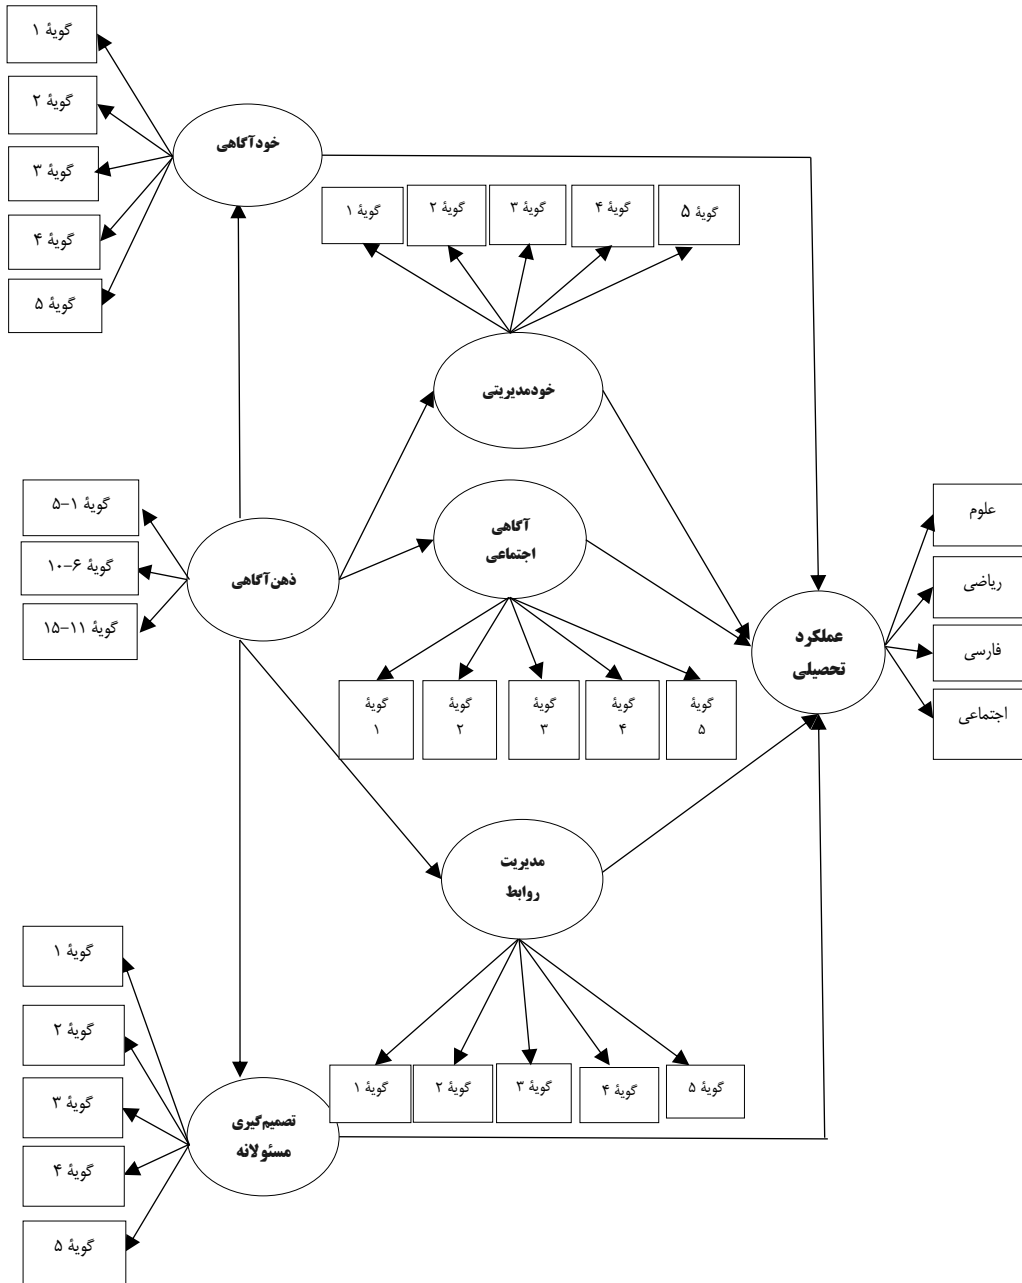 گویهٔ ۱
گویهٔ ۲
گویهٔ ۳
گویهٔ ۴
گویهٔ ۵
خودآگاهی
گویهٔ ۱
گویهٔ ۲
گویهٔ ۳
گویهٔ ۴
گویهٔ ۵
خودمدیریتی
گویهٔ ۱-۵
گویهٔ ۶-۱۰
گویهٔ ۱۱-۱۵
ذهن‌آگاهی
آگاهی
اجتماعی
گویهٔ
۱
گویهٔ
۲
گویهٔ
۳
گویهٔ
۴
گویهٔ
۵
عملکرد
تحصیلی
علوم
ریاضی
فارسی
اجتماعی
مدیریت
روابط
گویهٔ ۱
گویهٔ ۲
گویهٔ ۳
گویهٔ ۴
گویهٔ ۵
تصمیم‌گیری
مسئولانه
گویهٔ ۱
گویهٔ ۲
گویهٔ ۳
گویهٔ ۴
گویهٔ ۵